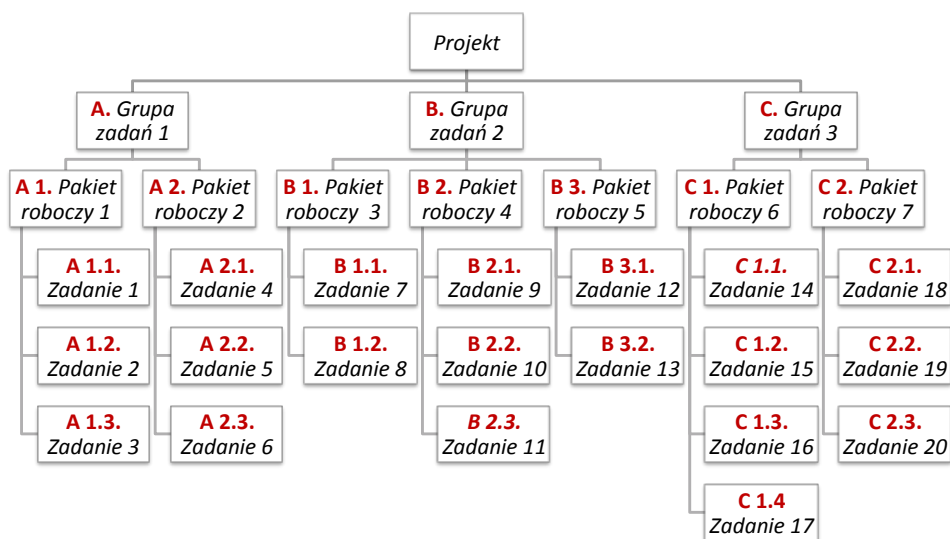 Projekt
A. Grupa
zadań 1
B. Grupa
zadań 2
C. Grupa
zadań 3
A 1. Pakiet
roboczy 1
A 2. Pakiet
roboczy 2
B 1. Pakiet
roboczy 3
B 2. Pakiet
roboczy 4
B 3. Pakiet
roboczy 5
C 1. Pakiet
roboczy 6
C 2. Pakiet
roboczy 7
A 1.1.
Zadanie 1
A 2.1.
Zadanie 4
B 1.1.
Zadanie 7
B 2.1.
Zadanie 9
B 3.1.
Zadanie 12
C 1.1.
Zadanie 14
C 2.1.
Zadanie 18
A 1.2.
Zadanie 2
A 2.2.
Zadanie 5
B 1.2.
Zadanie 8
B 2.2.
Zadanie 10
B 3.2.
Zadanie 13
C 1.2.
Zadanie 15
C 2.2.
Zadanie 19
A 1.3.
Zadanie 3
A 2.3.
Zadanie 6
B 2.3.
Zadanie 11
C 1.3.
Zadanie 16
C 2.3.
Zadanie 20
C 1.4
Zadanie 17